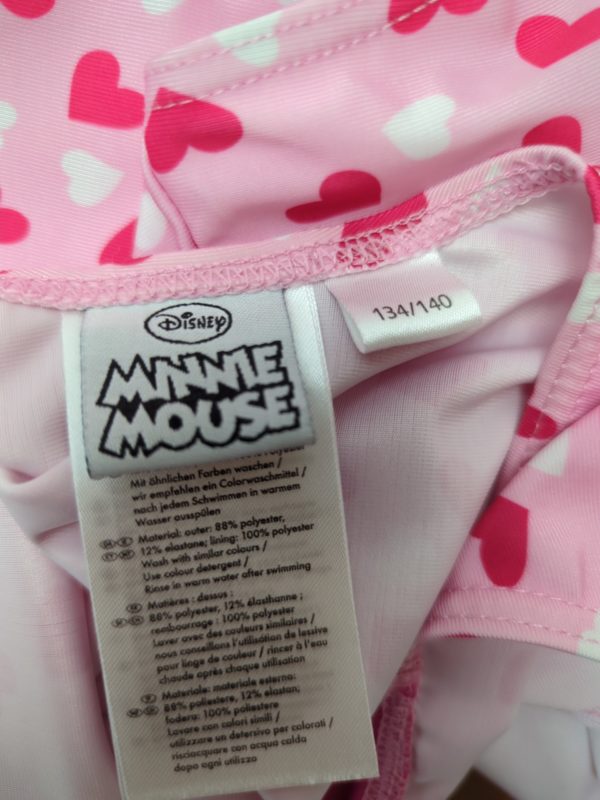 Disney
MINNIE
MOUSE
134/140
Mit ähnlichen Farben waschen /
wir empfehlen ein Colorwaschmittel /
nach jedem Schwimmen in warmem
Wasser ausspülen
Material: outer: 88% polyester,
12% elastane; lining: 100% polyester
Wash with similar colours /
Use colour detergent /
Rinse in warm water after swimming
Matières : dessus :
88% polyester, 12% élasthanne ;
rembourrage : 100% polyester
Laver avec des couleurs similaires /
nous conseillons l'utilisation de lessive
pour linge de couleur / rincer à l'eau
chaude après chaque utilisation
Materiale: materiale esterno:
88% poliestere, 12% elastan;
fodera: 100% poliestere
Lavare con colori simili /
utilizzare un detersivo per colorati /
risciacquare con acqua calda
dopo ogni utilizzo